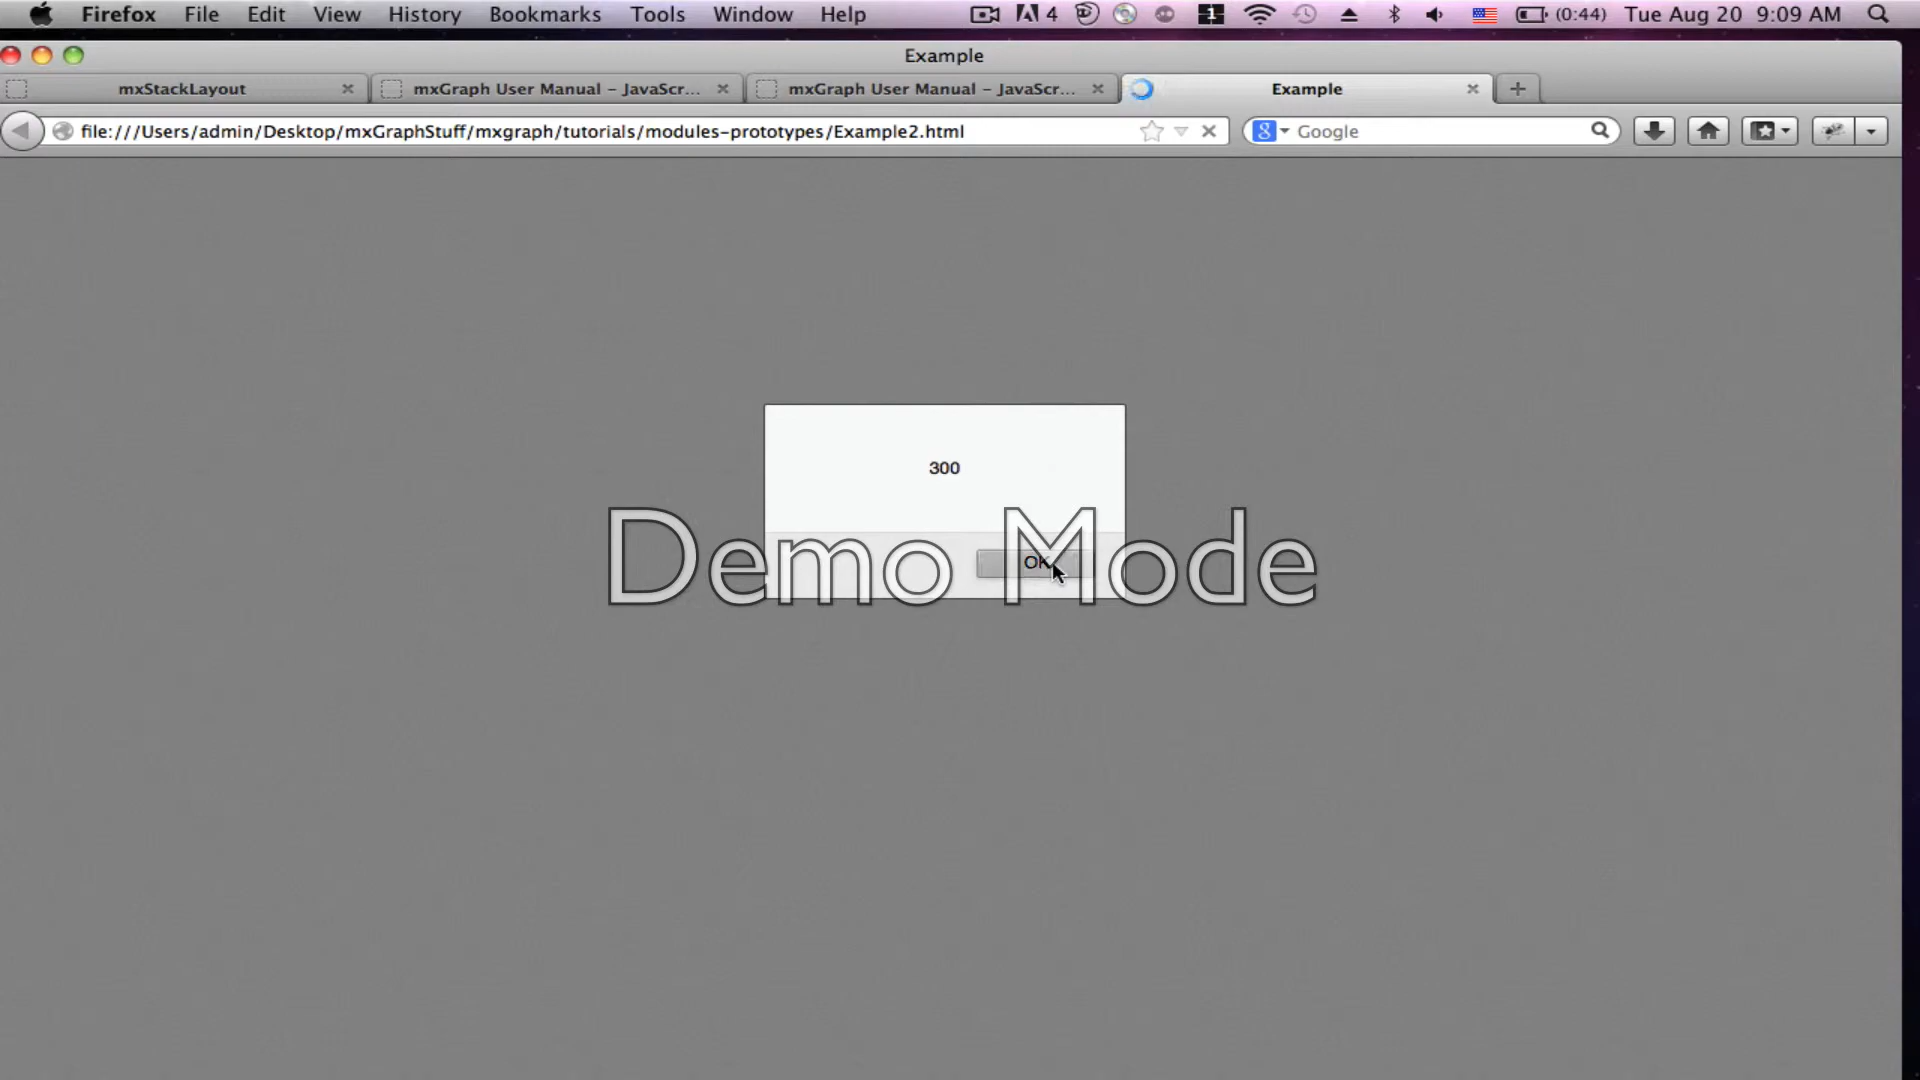 Firefox File Edit View History Bookmarks Tools Window Help 4 1 (0:44) Tue Aug 20 9:09 AM
Example
mxStackLayout mxGraph User Manual – JavaScr... mxGraph User Manual – JavaScr... Example
file:///Users/admin/Desktop/mxGraphStuff/mxgraph/tutorials/modules-prototypes/Example2.html Google
300
OK
Demo Mode